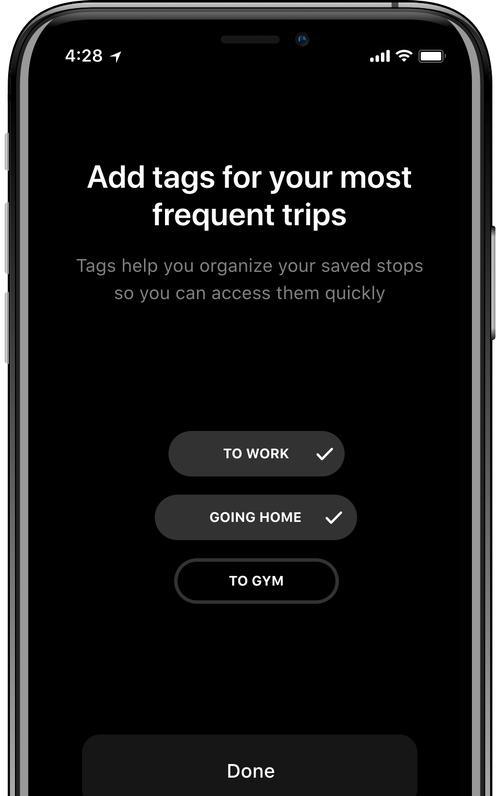 4:28
Add tags for your most
frequent trips
Tags help you organize your saved stops
so you can access them quickly
TO WORK
GOING HOME
TO GYM
Done